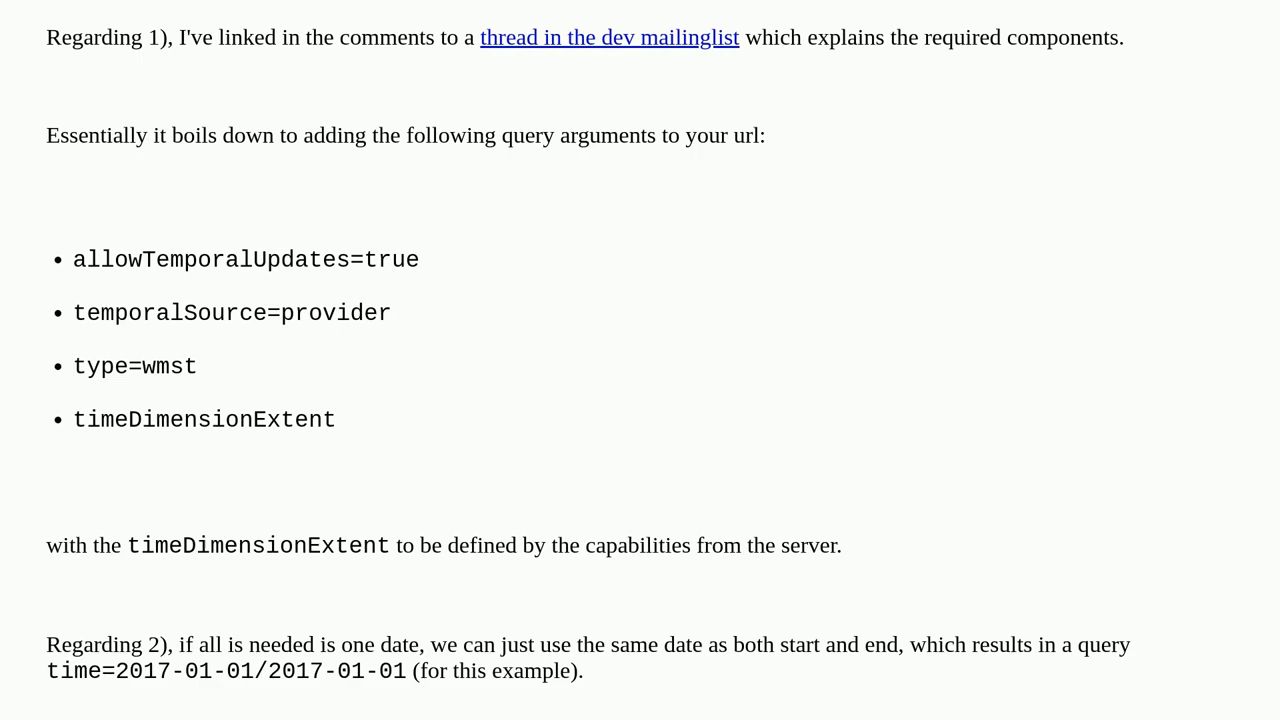 Regarding 1), I've linked in the comments to a thread in the dev mailinglist which explains the required components.
Essentially it boils down to adding the following query arguments to your url:
• allowTemporalUpdates=true
• temporalSource=provider
• type=wmst
• timeDimensionExtent
with the timeDimensionExtent to be defined by the capabilities from the server.
Regarding 2), if all is needed is one date, we can just use the same date as both start and end, which results in a query
time=2017-01-01/2017-01-01 (for this example).